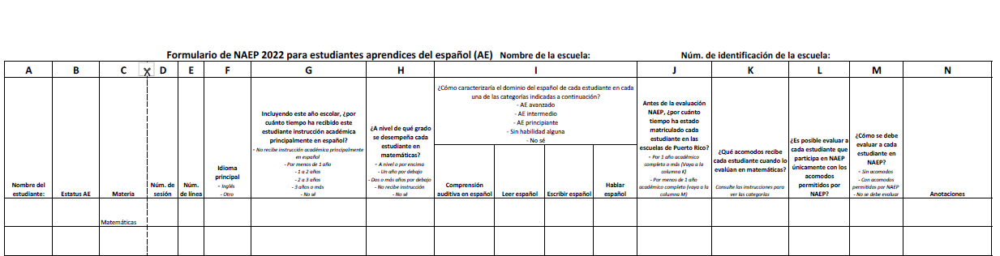 Formulario de NAEP 2022 para estudiantes aprendices del español (AE) Nombre de la escuela: Núm. de identificación de la escuela:
A B C D E F G H I J K L M N
Nombre del
estudiante:
Estatus AE
Materia
Núm. de
sesión
Núm.
de línea
Idioma
principal
- Inglés
- Otro
Incluyendo este año escolar, ¿por
cuánto tiempo ha recibido este
estudiante instrucción académica
principalmente en español?
- No recibe instrucción académica principalmente
en español
- Por menos de 1 año
- 1 a 2 años
- 2 a 3 años
- 3 años o más
- No sé
¿A nivel de qué grado
se desempeña cada
estudiante en
matemáticas?
- A nivel o por encima
- Un año por debajo
- Dos o más años por debajo
- No recibe instrucción
- No sé
¿Cómo caracterizaría el dominio del español de cada estudiante en cada
una de las categorías indicadas a continuación?
- AE avanzado
- AE intermedio
- AE principiante
- Sin habilidad alguna
- No sé
Comprensión
auditiva en español
Leer español
Escribir español
Hablar
español
Antes de la evaluación
NAEP, ¿por cuánto
tiempo ha estado
matriculado cada
estudiante en las
escuelas de Puerto Rico?
- Por 1 año académico
completo o más (Vaya a la
columna K)
- Por menos de 1 año
académico completo (vaya a la
columna M)
¿Qué acomodos recibe
cada estudiante cuando lo
evalúan en matemáticas?
Consulte las instrucciones para
ver las categorías
¿Es posible evaluar a
cada estudiante que
participa en NAEP
únicamente con los
acomodos
permitidos por
NAEP?
¿Cómo se debe
evaluar a cada
estudiante en
NAEP?
- Sin acomodos
- Con acomodos
permitidos por NAEP
- No se debe evaluar
Anotaciones
Matemáticas